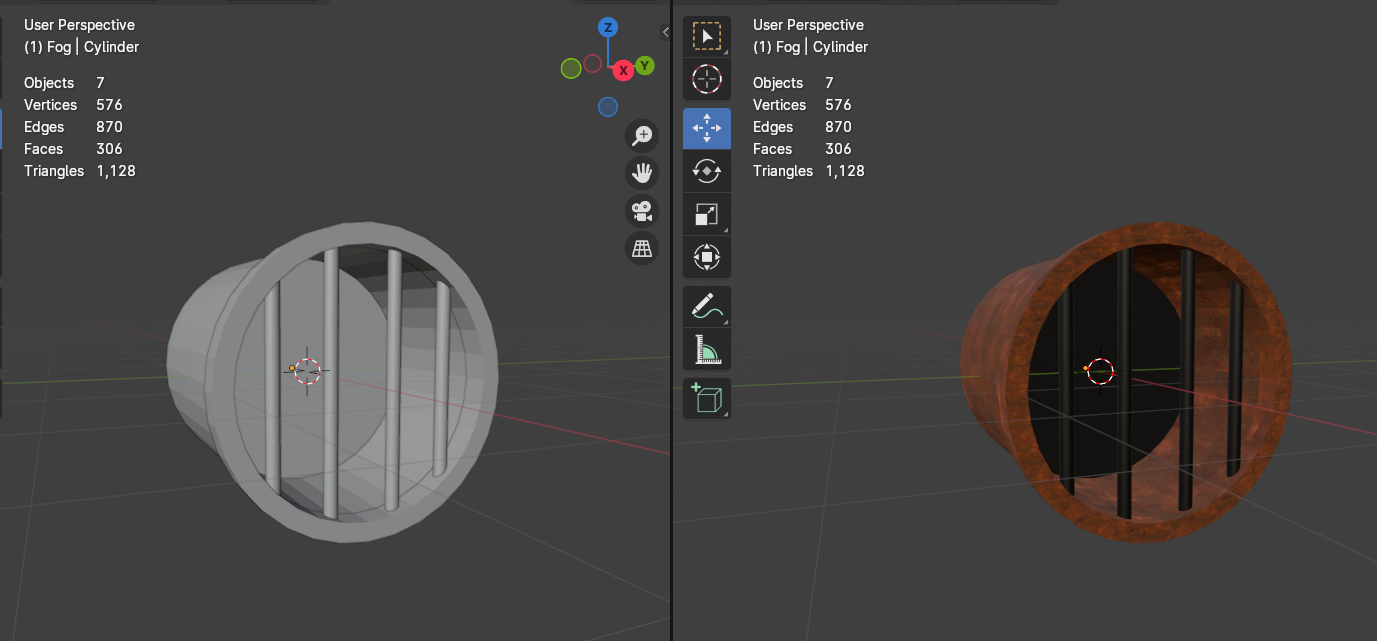 User Perspective
(1) Fog | Cylinder
Objects 7
Vertices 576
Edges 870
Faces 306
Triangles 1,128
Z
X
Y
User Perspective
(1) Fog | Cylinder
Objects 7
Vertices 576
Edges 870
Faces 306
Triangles 1,128